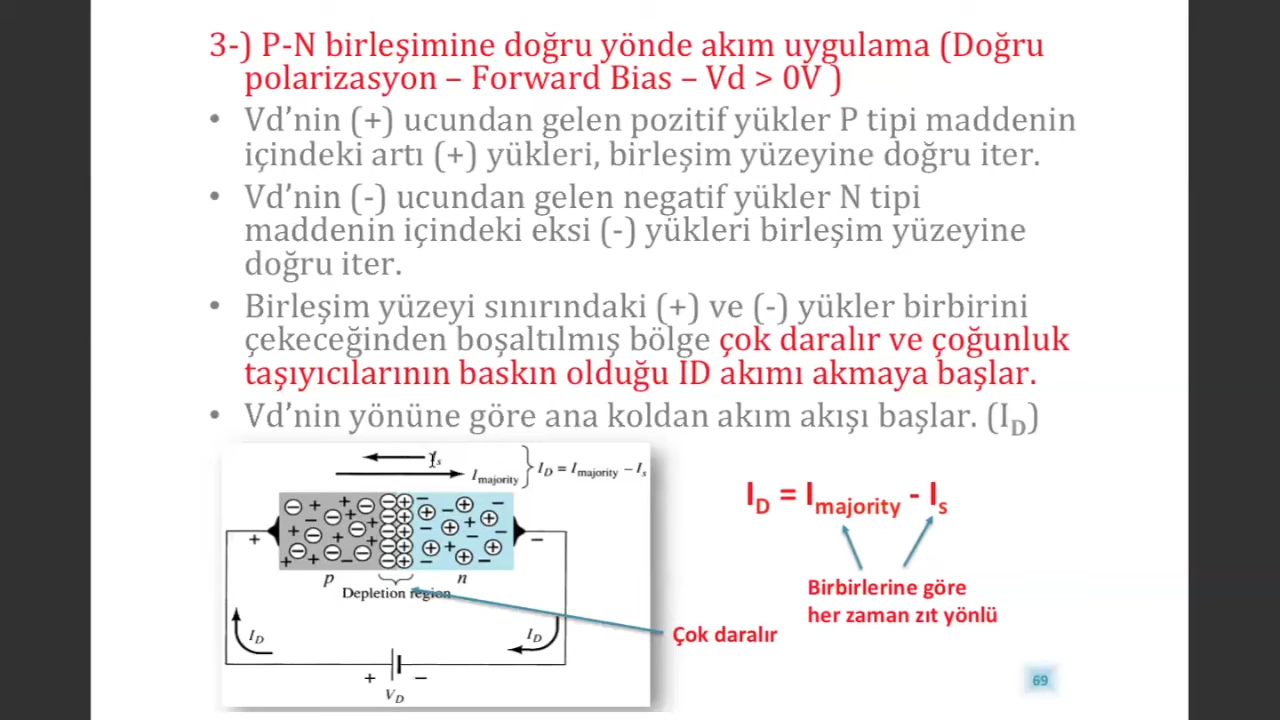 3-) P-N birleşimine doğru yönde akım uygulama (Doğru
polarizasyon – Forward Bias – Vd > 0V )
• Vd’nin (+) ucundan gelen pozitif yükler P tipi maddenin
içindeki artı (+) yükleri, birleşim yüzeyine doğru iter.
• Vd’nin (-) ucundan gelen negatif yükler N tipi
maddenin içindeki eksi (-) yükleri birleşim yüzeyine
doğru iter.
• Birleşim yüzeyi sınırındaki (+) ve (-) yükler birbirini
çekeceğinden boşaltılmış bölge çok daralır ve çoğunluk
taşıyıcılarının baskın olduğu ID akımı akmaya başlar.
• Vd’nin yönüne göre ana koldan akım akışı başlar. (ID)
Is
Imajority
ID = Imajority – Is
+ –
p n
Depletion region
ID ID
+ –
VD
ID = Imajority - Is
Birbirlerine göre
her zaman zıt yönlü
Çok daralır
69